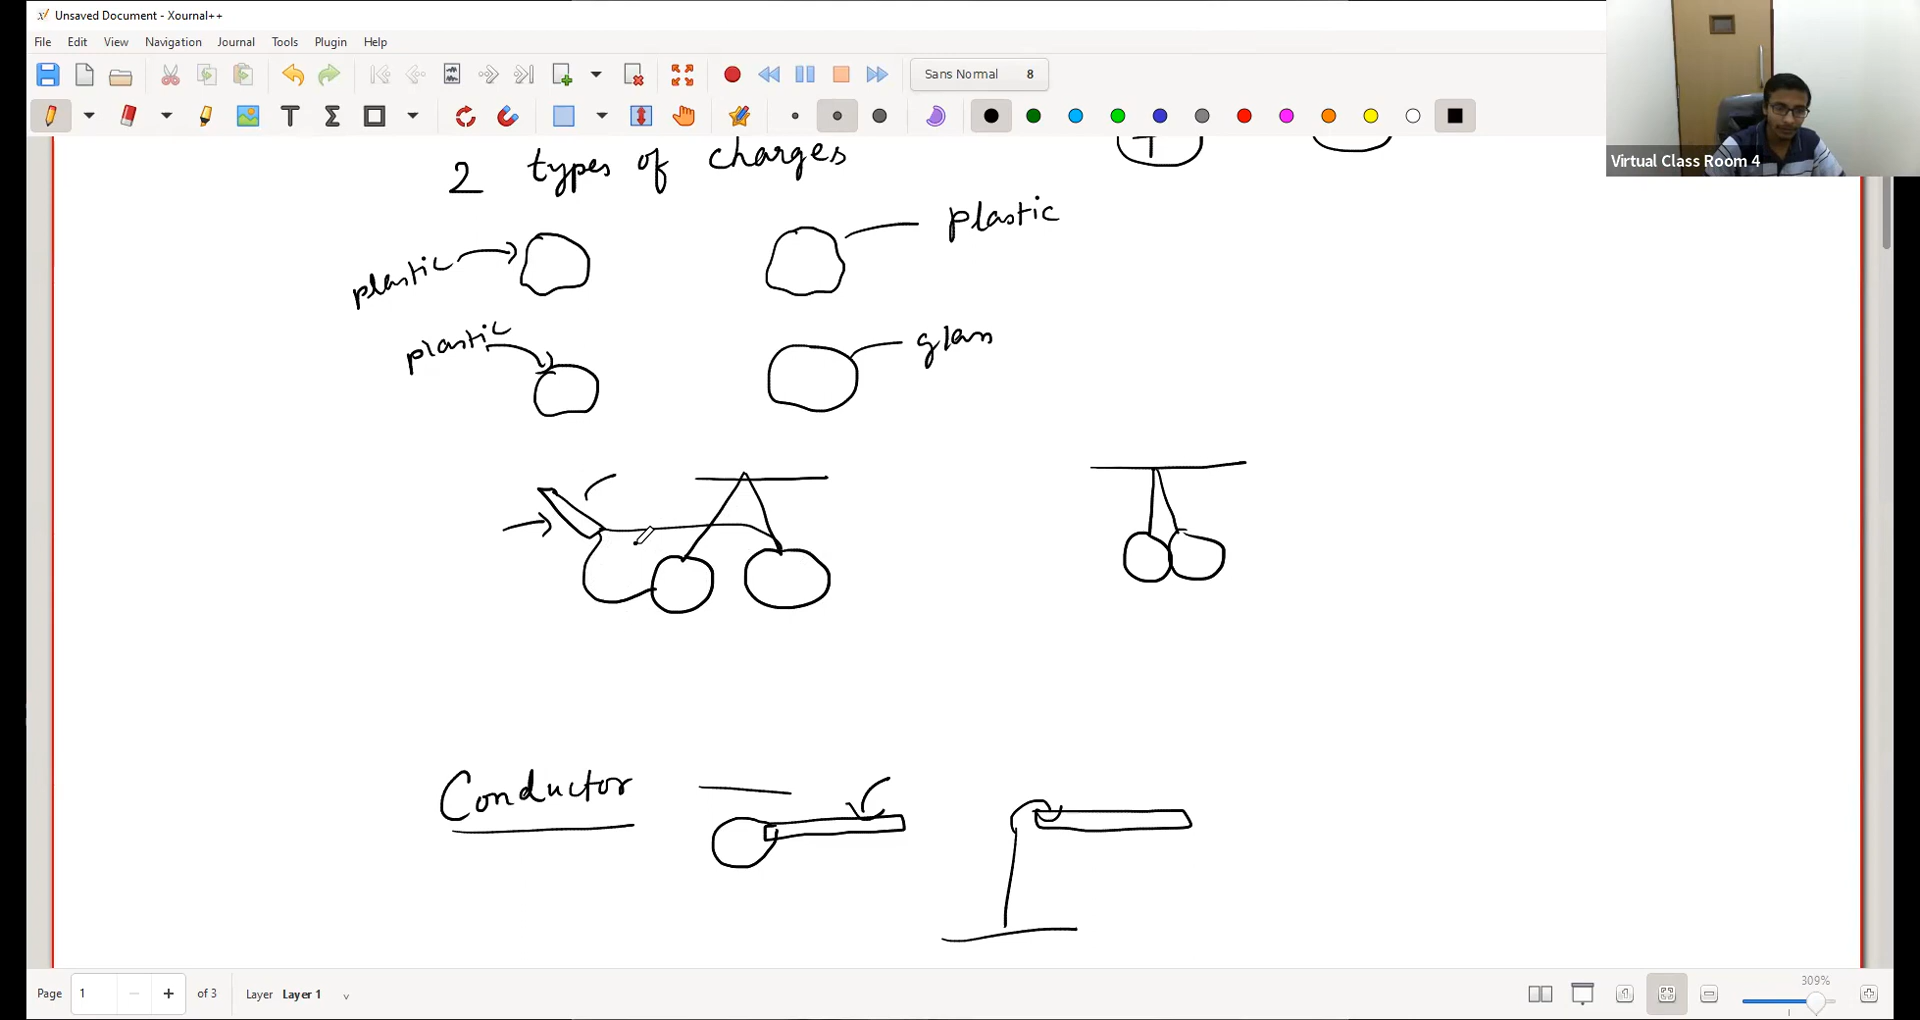 Unsaved Document - Xournal++
File Edit View Navigation Journal Tools Plugin Help
Sans Normal 8
Virtual Class Room 4
2 types of charges
+
plastic
plastic
plastic
glass
Conductor
Page 1 of 3 Layer Layer 1
309%